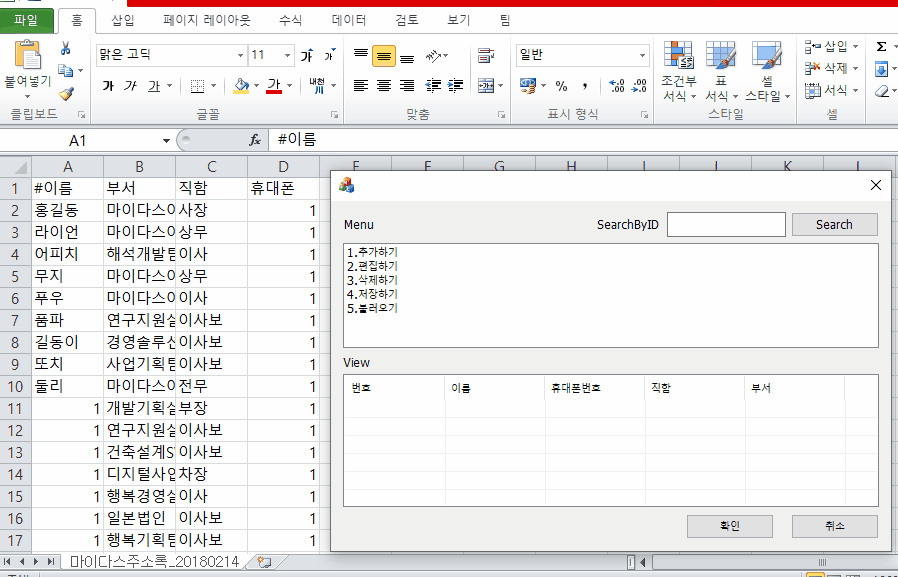 파일 홈 삽입 페이지 레이아웃 수식 데이터 검토 보기 팀
맑은 고딕 11 가 가 일반 삽입 Σ
붙여넣기 가 가 가 가 내천 % , .0 .00 조건부 서식 표 서식 셀 스타일 삭제
서식
클립보드 글꼴 맞춤 표시 형식 스타일 셀
A1 fx #이름
A B C D E F G H I J K L
1 #이름 부서 직함 휴대폰
2 홍길동 마이다스이 사장 1
3 라이언 마이다스이 상무 1
4 어피치 해석개발팀 이사 1
5 무지 마이다스이 상무 1
6 푸우 마이다스이 이사 1
7 품파 연구지원실 이사보 1
8 길동이 경영솔루션 이사보 1
9 또치 사업기획팀 이사보 1
10 둘리 마이다스이 전무 1
11 1 개발기획실 부장 1
12 1 연구지원실 이사보 1
13 1 건축설계S 이사보 1
14 1 디지털사업 차장 1
15 1 행복경영실 이사 1
16 1 일본법인 이사보 1
17 1 행복기획팀 이사보 1
마이다스주소록_20180214
Menu SearchByID Search
1.추가하기
2.편집하기
3.삭제하기
4.저장하기
5.불러오기
View
번호 이름 휴대폰번호 직함 부서
확인 취소